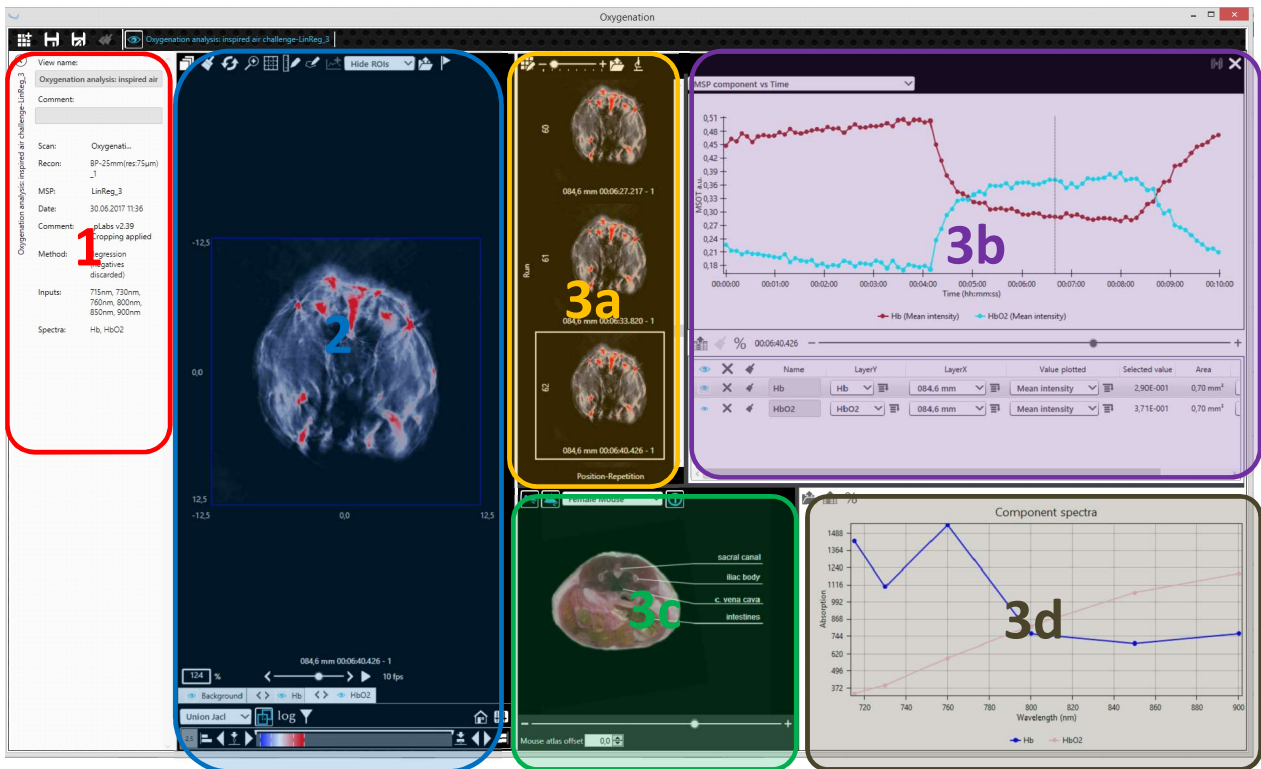 Oxygenation
Oxygenation analysis: inspired air challenge-LinReg_3
Oxygenation analysis: inspired air challenge-LinReg_3
View name:
Oxygenation analysis: inspired air
Comment:
Scan: Oxygenati...
Recon: BP-25mm(res:75µm)
_1
MSP: LinReg_3
Date: 30.06.2017 11:36
Comment: pLabs v2.39
Cropping applied
Method: regression
negatives
discarded)
Inputs: 715nm, 730nm,
760nm, 800nm,
850nm, 900nm
Spectra: Hb, HbO2
1
Hide ROIs
-12,5
0,0
12,5
-12,5 0,0 12,5
2
084,6 mm 00:06:40.426 - 1
124 %
10 fps
Background Hb HbO2
Union Jacl
log
2.5
60
084,6 mm 00:06:27.217 - 1
61
Run
084,6 mm 00:06:33.820 - 1
62
084,6 mm 00:06:40.426 - 1
Position-Repetition
3a
MSP component vs Time
0,51
0,48
0,45
0,42
0,39
0,36
0,33
0,30
0,27
0,24
0,21
0,18
MSOT a.u.
00:00:00 00:01:00 00:02:00 00:03:00 00:04:00 00:05:00 00:06:00 00:07:00 00:08:00 00:09:00 00:10:00
Time (hh:mm:ss)
Hb (Mean intensity) HbO2 (Mean intensity)
3b
% 00:06:40.426
Name LayerY LayerX Value plotted Selected value Area
Hb Hb 084.6 mm Mean intensity 2,90E-001 0,70 mm²
HbO2 HbO2 084.6 mm Mean intensity 3,71E-001 0,70 mm²
Female Mouse
sacral canal
iliac body
c. vena cava
intestines
3c
Mouse atlas offset 0,0
%
Component spectra
1488
1364
1240
1116
992
868
744
620
496
372
Absorption
720 740 760 780 800 820 840 860 880 900
Wavelength (nm)
Hb HbO2
3d